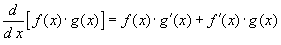 d/dx [f(x)·g(x)] = f(x)·g′(x) + f′(x)·g(x)